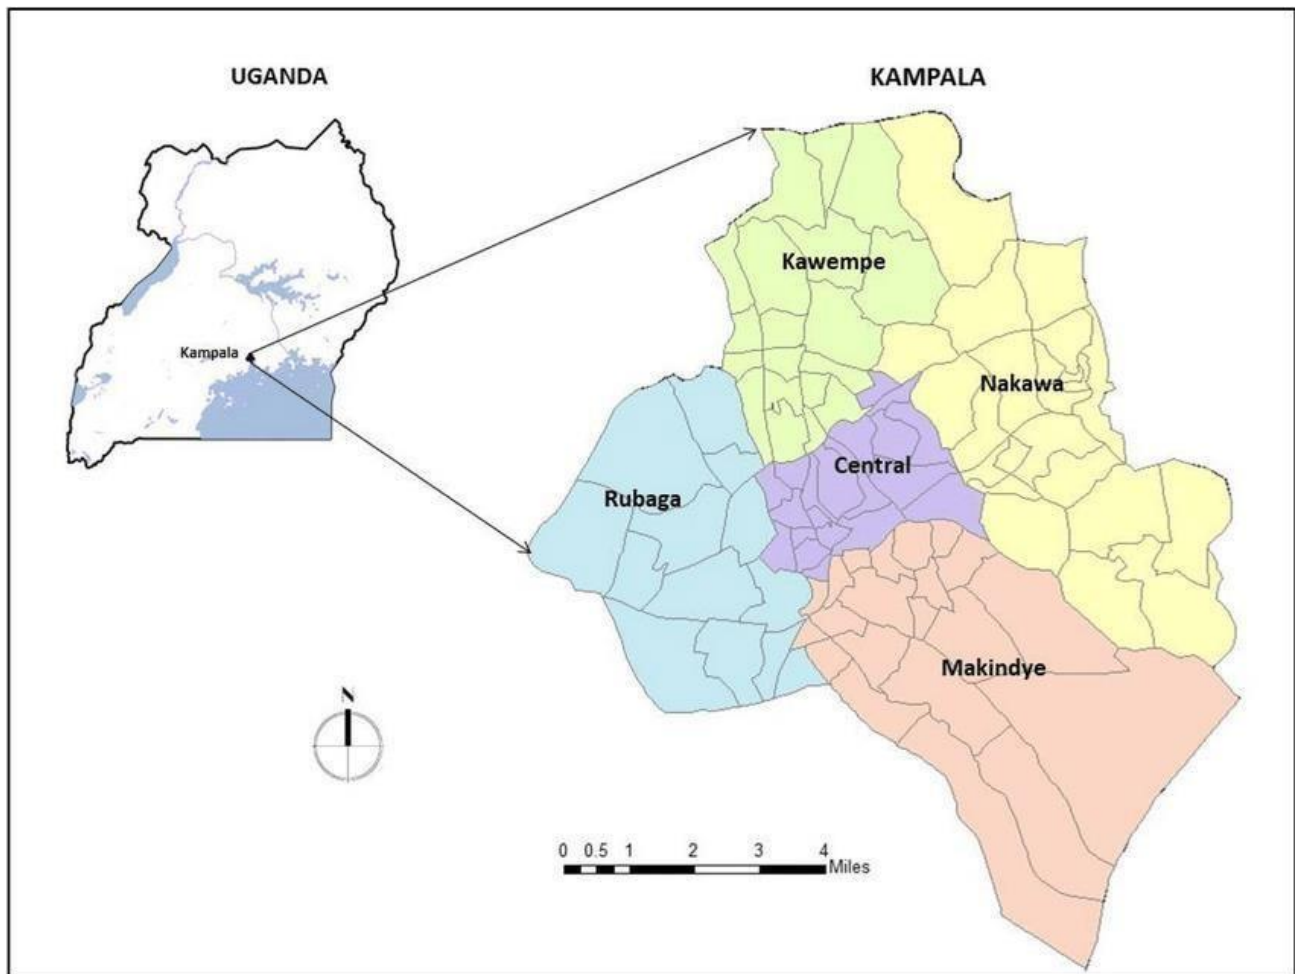 UGANDA
KAMPALA
Kampala
Kawempe
Nakawa
Central
Rubaga
Makindye
N
0 0.5 1 2 3 4
Miles